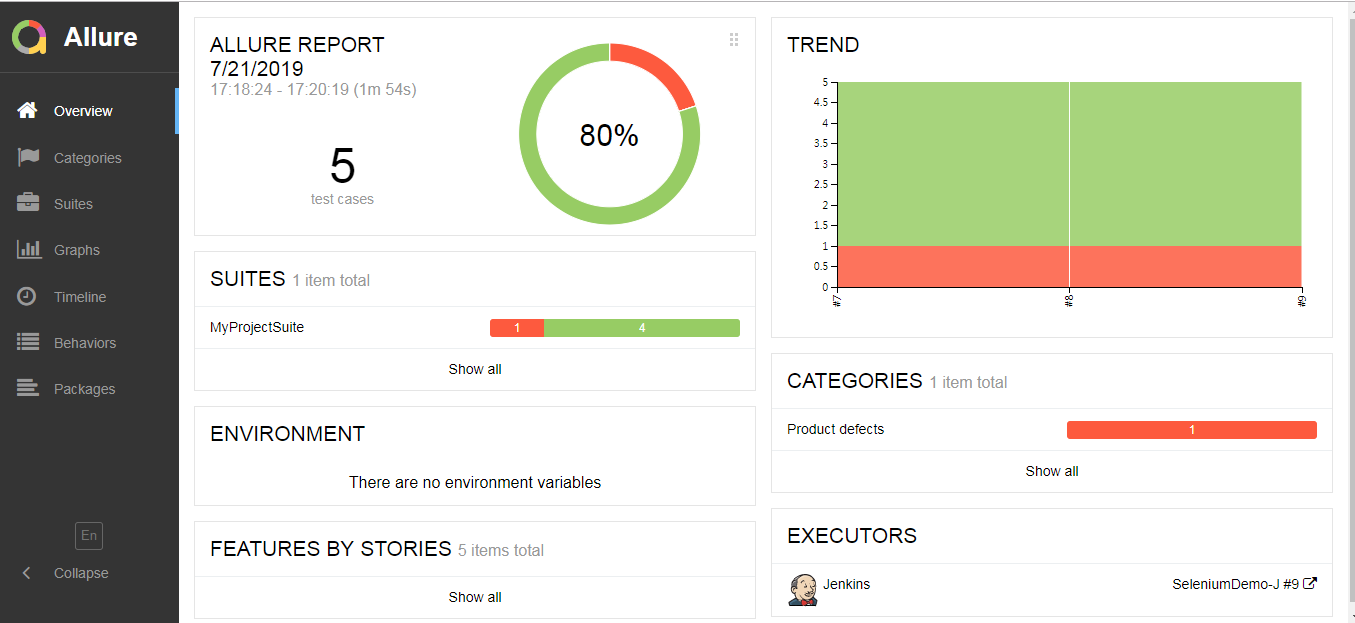 Allure
Overview
Categories
Suites
Graphs
Timeline
Behaviors
Packages
En
Collapse
ALLURE REPORT
7/21/2019
17:18:24 - 17:20:19 (1m 54s)
5
test cases
80%
SUITES 1 item total
MyProjectSuite 1 4
Show all
ENVIRONMENT
There are no environment variables
FEATURES BY STORIES 5 items total
Show all
TREND
5
4.5
4
3.5
3
2.5
2
1.5
1
0.5
0
#7 #8 #9
CATEGORIES 1 item total
Product defects 1
Show all
EXECUTORS
Jenkins SeleniumDemo-J #9